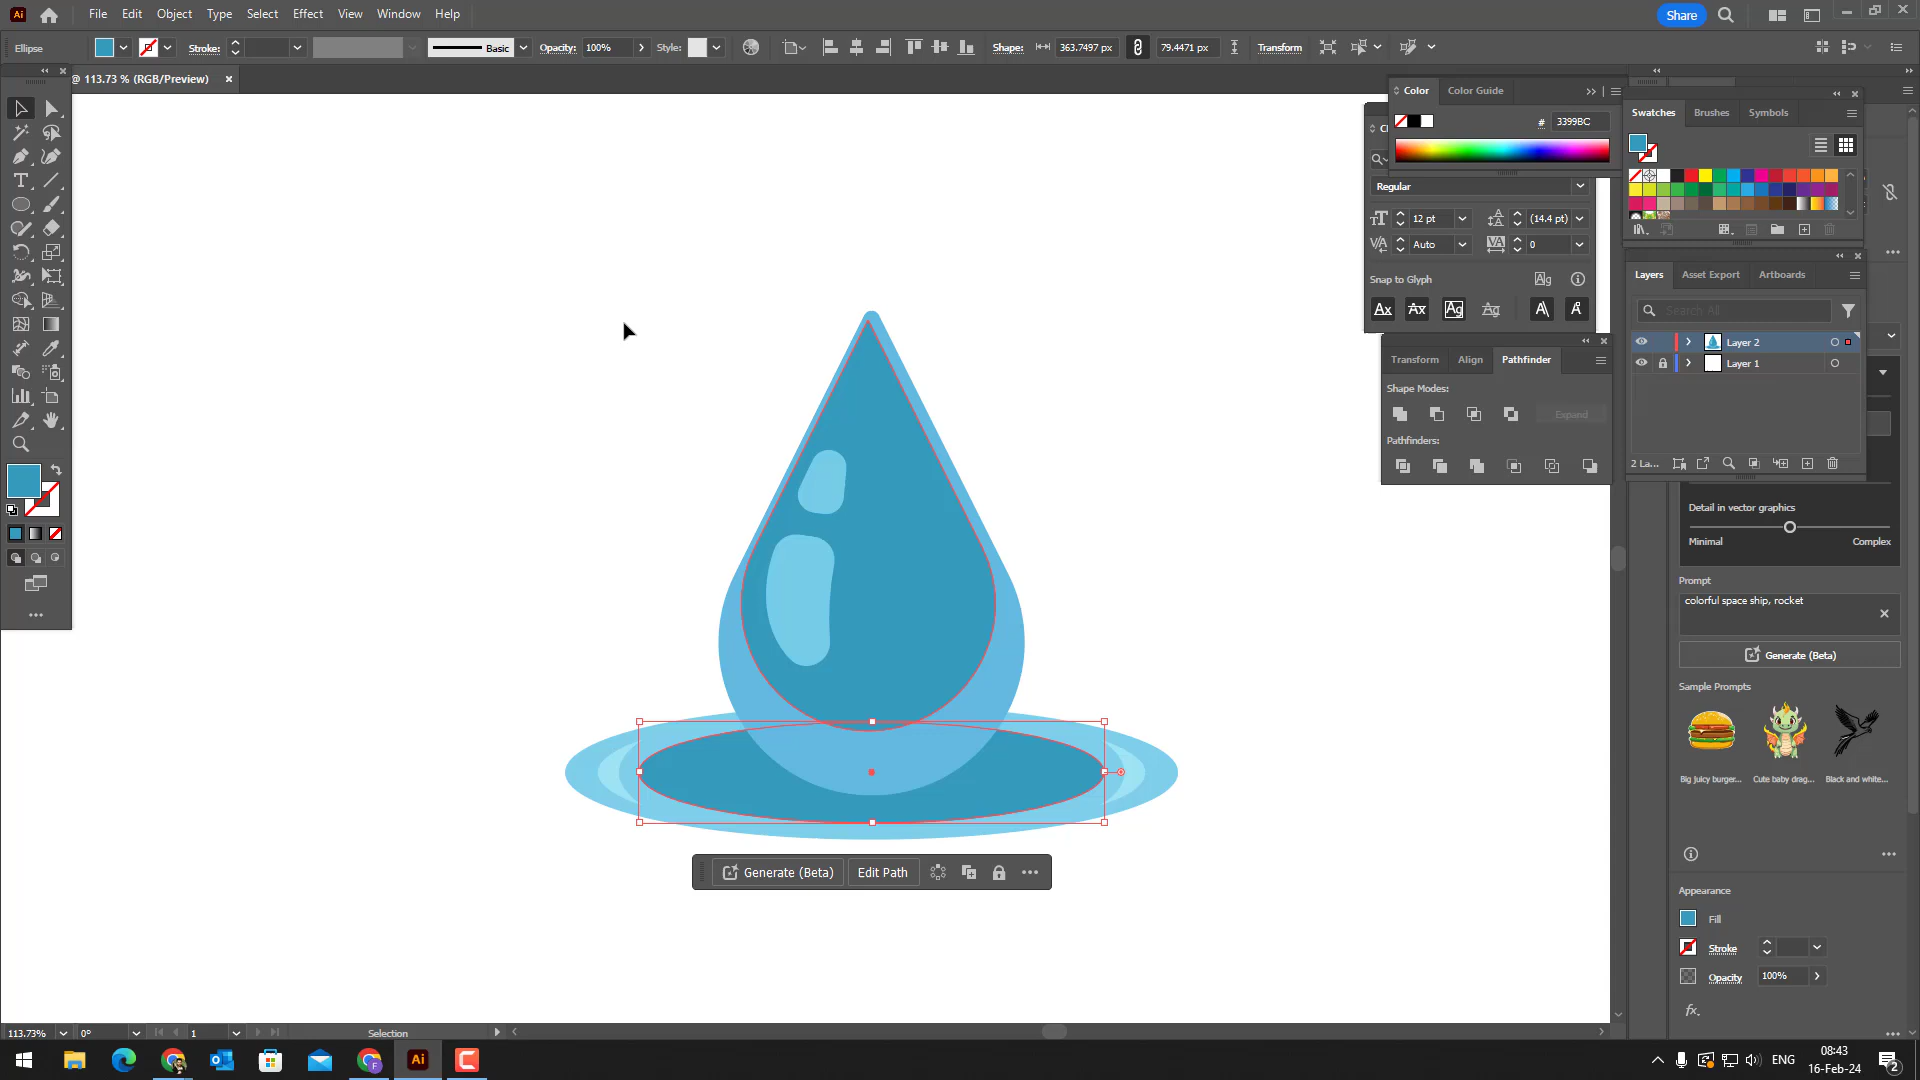 Ai File Edit Object Type Select Effect View Window Help Share
Ellipse Stroke: Basic Opacity: 100% Style: Shape: 363.7497 px 79.4471 px Transform
@ 113.73 % (RGB/Preview) ×
Color Color Guide
# 3399BC
Regular
12 pt (14.4 pt)
Auto 0
Snap to Glyph
Transform Align Pathfinder
Shape Modes:
Expand
Pathfinders:
Swatches Brushes Symbols
Layers Asset Export Artboards
Search All
Layer 2
Layer 1
2 La...
Detail in vector graphics
Minimal Complex
Prompt
colorful space ship, rocket
Generate (Beta)
Sample Prompts
Big juicy burger... Cute baby drag... Black and white...
Appearance
Fill
Stroke
Opacity 100%
fx.
Generate (Beta) Edit Path
113.73% 0° 1 Selection
Ai ENG 08:43
16-Feb-24 2